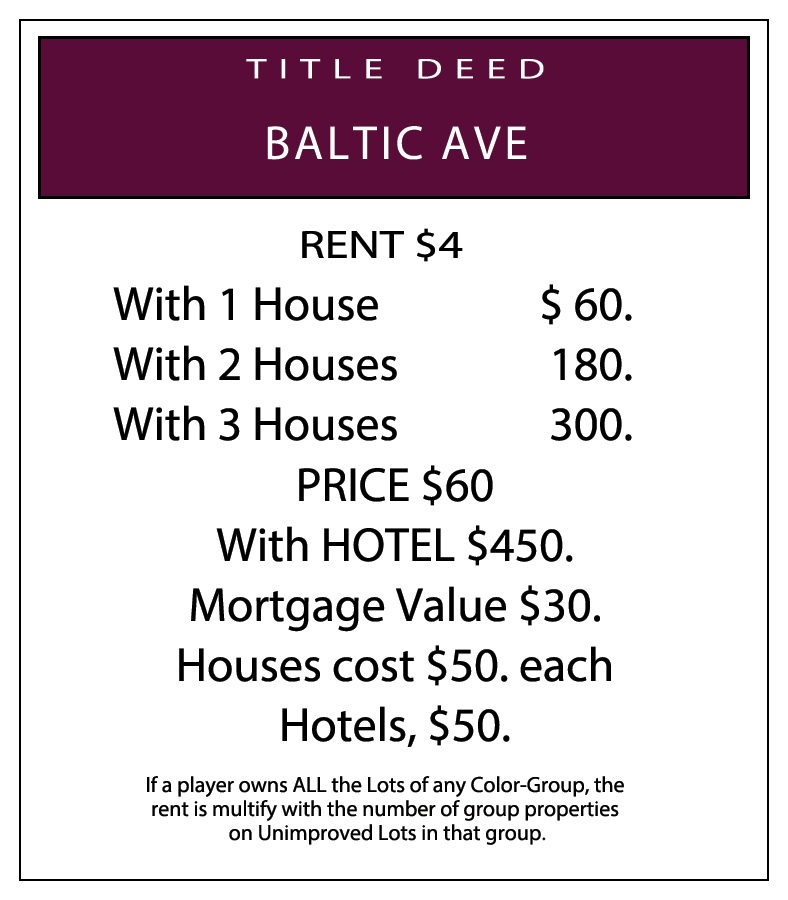 TITLE DEED
BALTIC AVE
RENT $4
With 1 House $ 60.
With 2 Houses 180.
With 3 Houses 300.
PRICE $60
With HOTEL $450.
Mortgage Value $30.
Houses cost $50. each
Hotels, $50.
If a player owns ALL the Lots of any Color-Group, the
rent is multify with the number of group properties
on Unimproved Lots in that group.